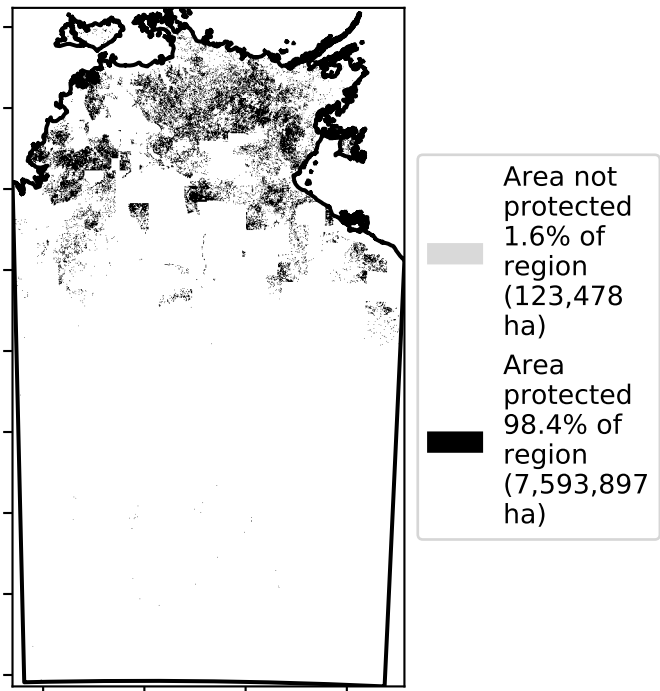 Area not
protected
1.6% of
region
(123,478
ha)
Area
protected
98.4% of
region
(7,593,897
ha)